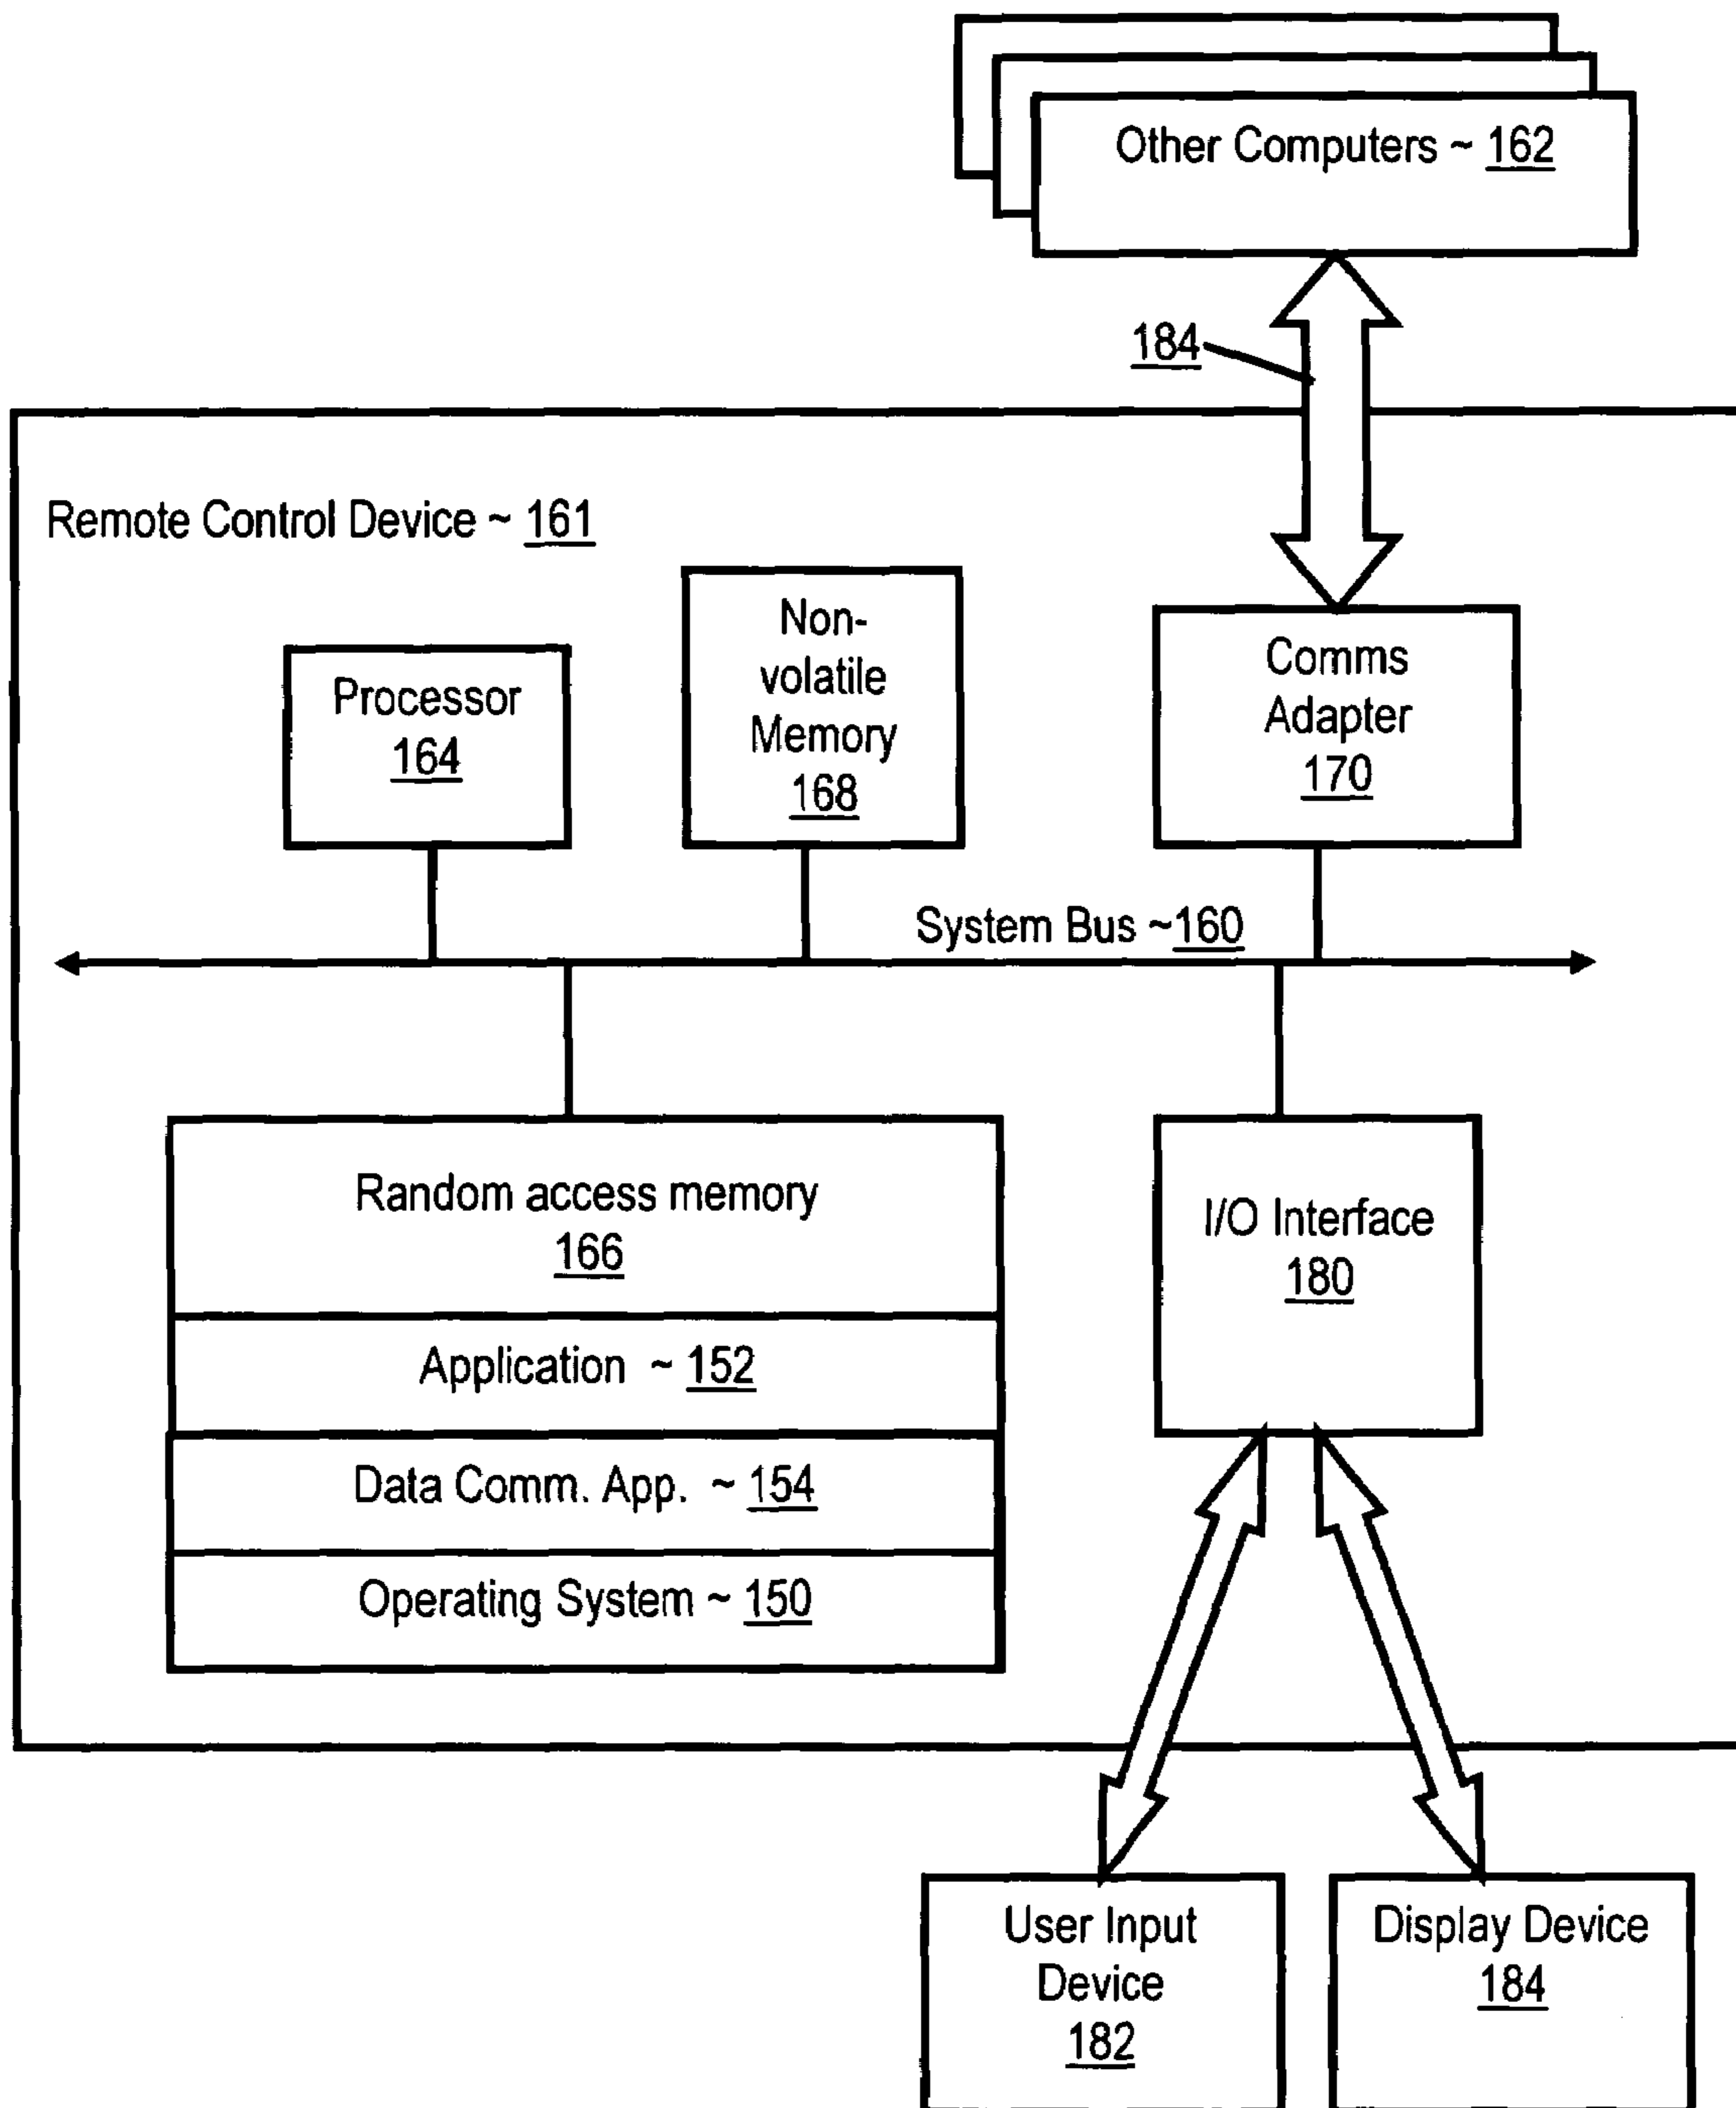 Other Computers ~ 162
184
Remote Control Device ~ 161
Processor
164
Non-
volatile
Memory
168
Comms
Adapter
170
System Bus ~160
Random access memory
166
Application ~ 152
Data Comm. App. ~ 154
Operating System ~ 150
I/O Interface
180
User Input
Device
182
Display Device
184